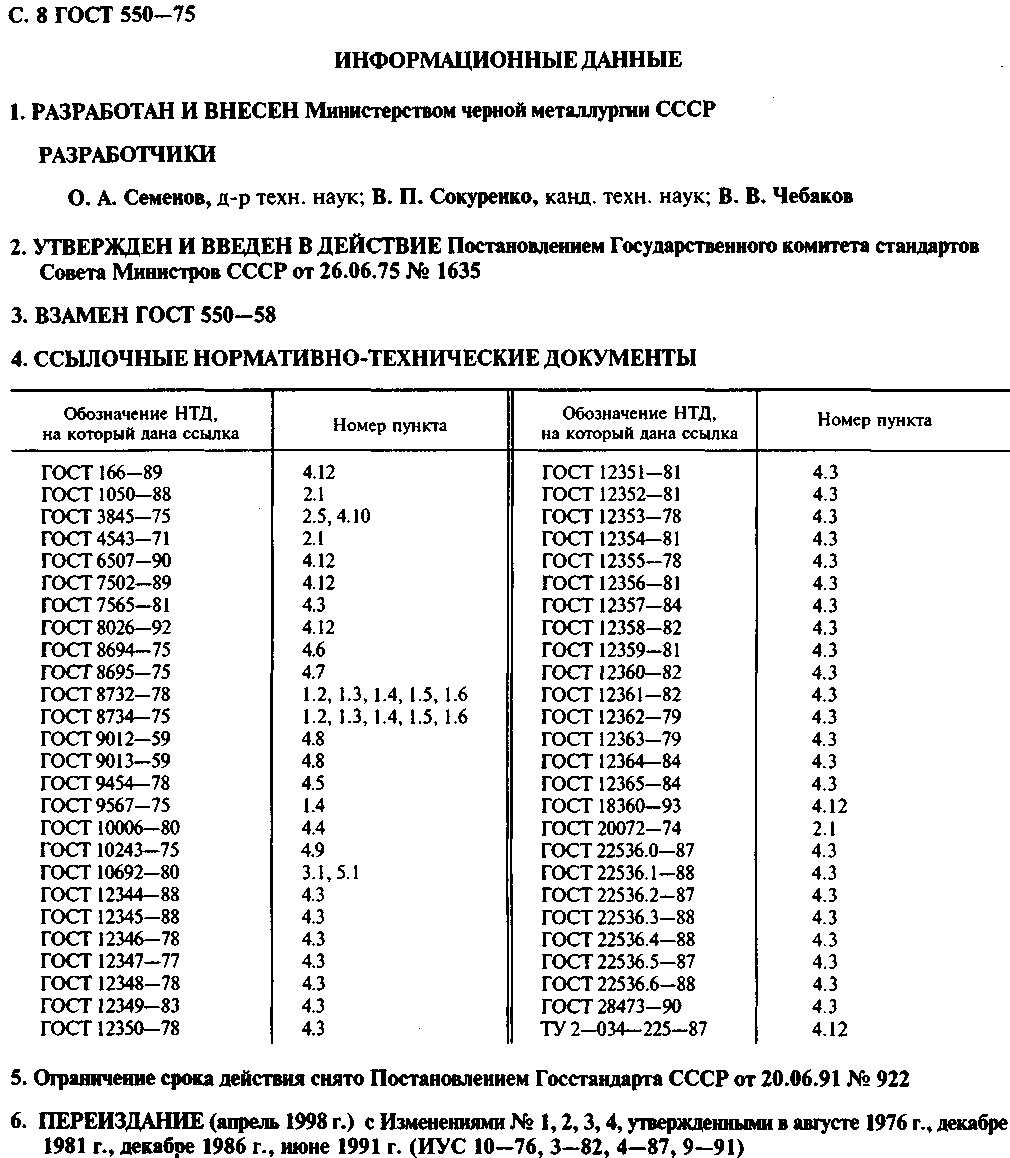 С. 8 ГОСТ 550—75
ИНФОРМАЦИОННЫЕ ДАННЫЕ
1. РАЗРАБОТАН И ВНЕСЕН Министерством черной металлургии СССР
РАЗРАБОТЧИКИ
О. А. Семенов, д-р техн. наук; В. П. Сокуренко, канд. техн. наук; В. В. Чебаков
2. УТВЕРЖДЕН И ВВЕДЕН В ДЕЙСТВИЕ Постановлением Государственного комитета стандартов
Совета Министров СССР от 26.06.75 № 1635
3. ВЗАМЕН ГОСТ 550—58
4. ССЫЛОЧНЫЕ НОРМАТИВНО-ТЕХНИЧЕСКИЕ ДОКУМЕНТЫ
Обозначение НТД,
на который дана ссылка
Номер пункта
Обозначение НТД,
на который дана ссылка
Номер пункта
ГОСТ 166—89 4.12
ГОСТ 1050—88 2.1
ГОСТ 3845—75 2.5, 4.10
ГОСТ 4543—71 2.1
ГОСТ 6507—90 4.12
ГОСТ 7502—89 4.12
ГОСТ 7565—81 4.3
ГОСТ 8026—92 4.12
ГОСТ 8694—75 4.6
ГОСТ 8695—75 4.7
ГОСТ 8732—78 1.2, 1.3, 1.4, 1.5, 1.6
ГОСТ 8734—75 1.2, 1.3, 1.4, 1.5, 1.6
ГОСТ 9012—59 4.8
ГОСТ 9013—59 4.8
ГОСТ 9454—78 4.5
ГОСТ 9567—75 1.4
ГОСТ 10006—80 4.4
ГОСТ 10243—75 4.9
ГОСТ 10692—80 3.1, 5.1
ГОСТ 12344—88 4.3
ГОСТ 12345—88 4.3
ГОСТ 12346—78 4.3
ГОСТ 12347—77 4.3
ГОСТ 12348—78 4.3
ГОСТ 12349—83 4.3
ГОСТ 12350—78 4.3
ГОСТ 12351—81 4.3
ГОСТ 12352—81 4.3
ГОСТ 12353—78 4.3
ГОСТ 12354—81 4.3
ГОСТ 12355—78 4.3
ГОСТ 12356—81 4.3
ГОСТ 12357—84 4.3
ГОСТ 12358—82 4.3
ГОСТ 12359—81 4.3
ГОСТ 12360—82 4.3
ГОСТ 12361—82 4.3
ГОСТ 12362—79 4.3
ГОСТ 12363—79 4.3
ГОСТ 12364—84 4.3
ГОСТ 12365—84 4.3
ГОСТ 18360—93 4.12
ГОСТ 20072—74 2.1
ГОСТ 22536.0—87 4.3
ГОСТ 22536.1—88 4.3
ГОСТ 22536.2—87 4.3
ГОСТ 22536.3—88 4.3
ГОСТ 22536.4—88 4.3
ГОСТ 22536.5—87 4.3
ГОСТ 22536.6—88 4.3
ГОСТ 28473—90 4.3
ТУ 2—034—225—87 4.12
5. Ограничение срока действия снято Постановлением Госстандарта СССР от 20.06.91 № 922
6. ПЕРЕИЗДАНИЕ (апрель 1998 г.) с Изменениями № 1, 2, 3, 4, утвержденными в августе 1976 г., декабре
1981 г., декабре 1986 г., июне 1991 г. (ИУС 10—76, 3—82, 4—87, 9—91)